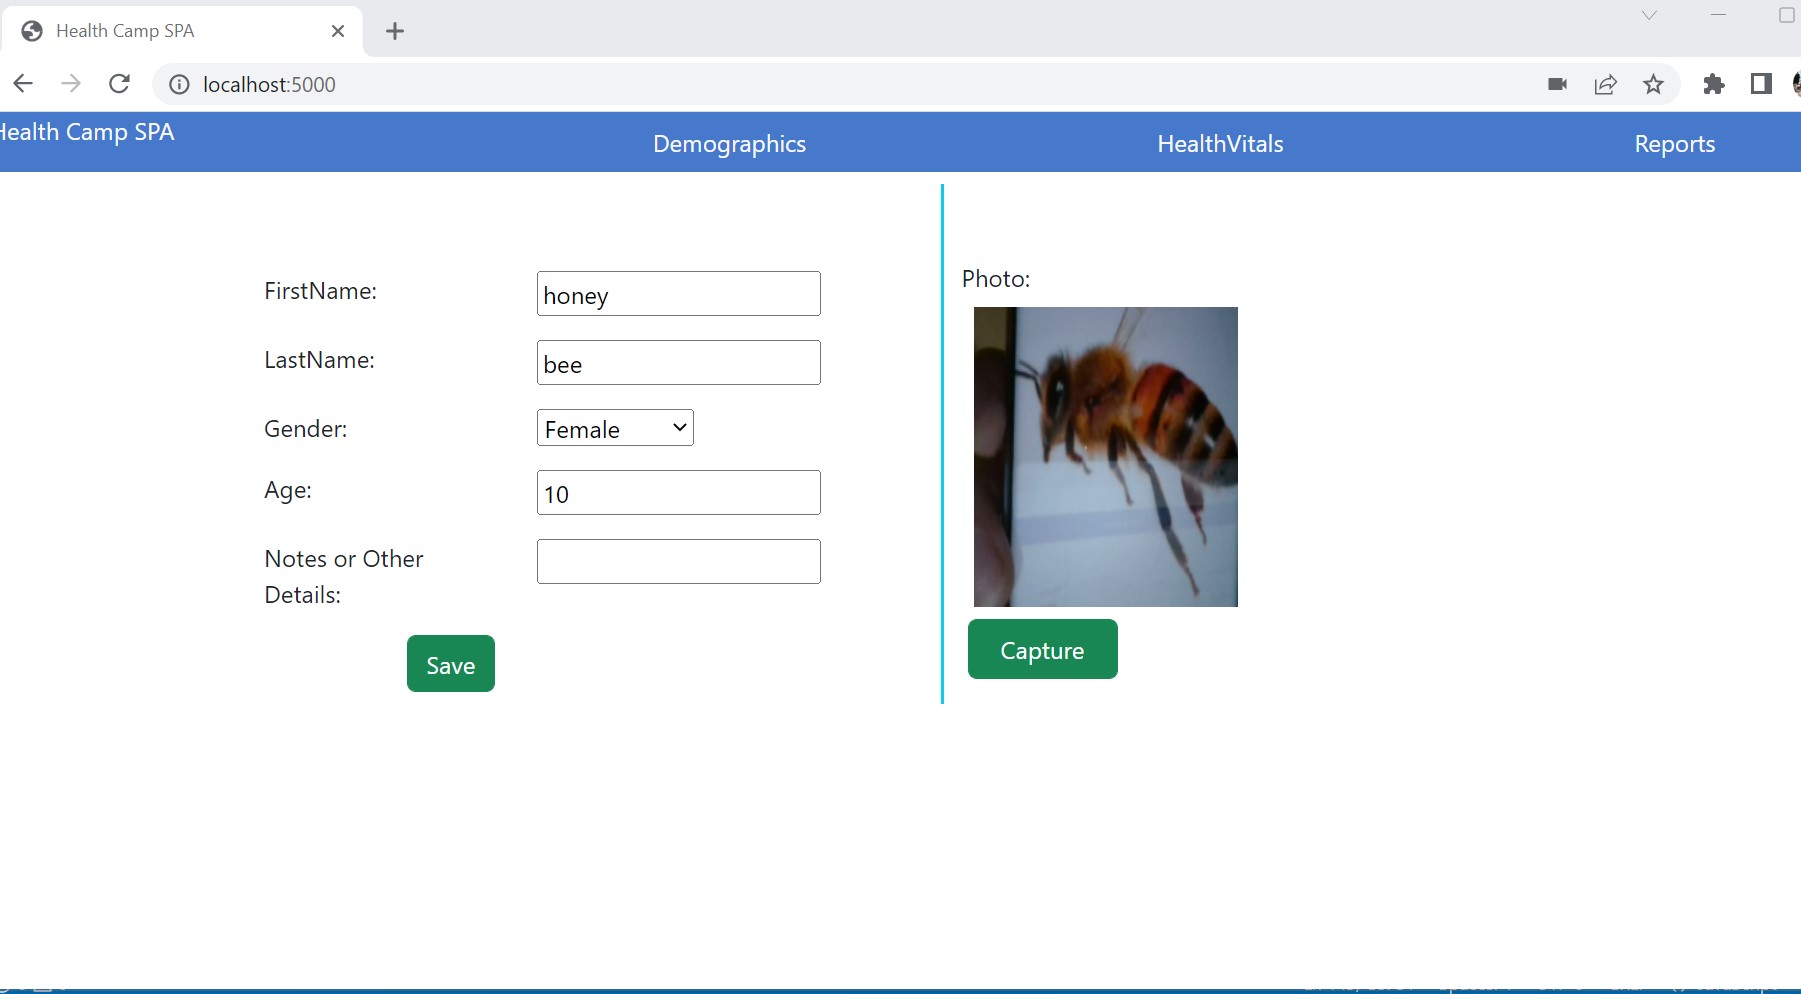 Health Camp SPA
localhost:5000
Health Camp SPA
Demographics
HealthVitals
Reports
FirstName:
honey
LastName:
bee
Gender:
Female
Age:
10
Notes or Other
Details:
Save
Photo:
Capture